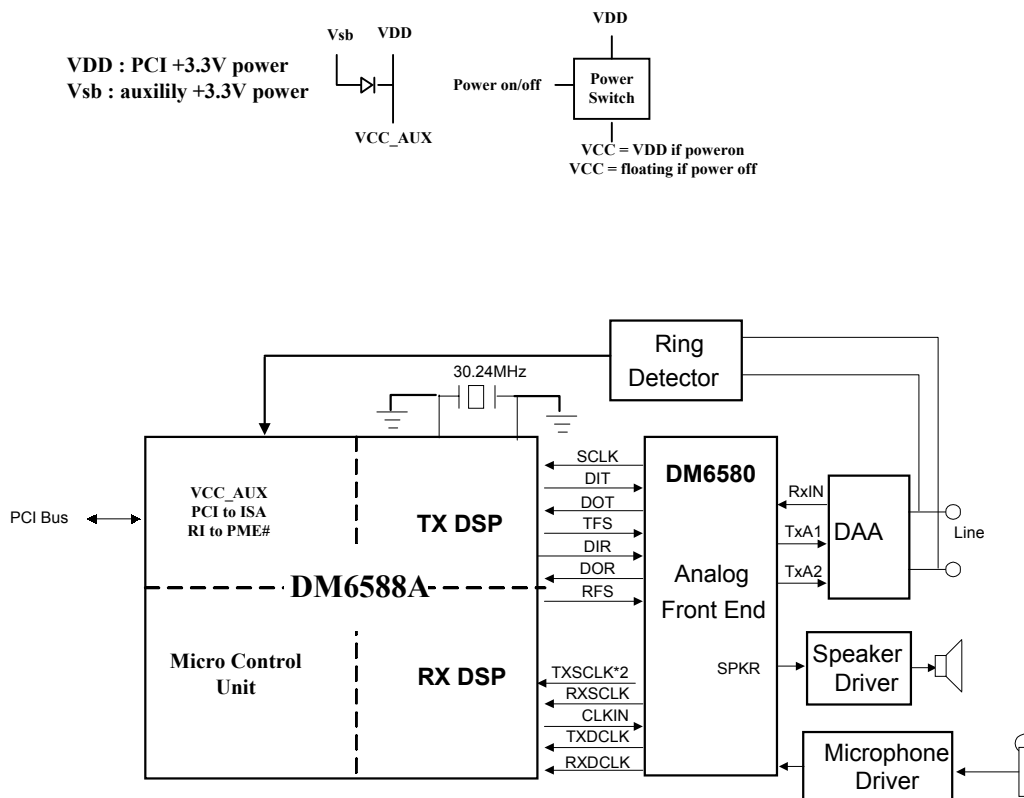 VDD : PCI +3.3V power
Vsb : auxilily +3.3V power
Vsb VDD
VCC_AUX
VDD
Power on/off
Power
Switch
VCC = VDD if poweron
VCC = floating if power off
Ring
Detector
30.24MHz
PCI Bus
VCC_AUX
PCI to ISA
RI to PME#
TX DSP
DM6588A
Micro Control
Unit
RX DSP
SCLK
DIT
DOT
TFS
DIR
DOR
RFS
TXSCLK*2
RXSCLK
CLKIN
TXDCLK
RXDCLK
DM6580
Analog
Front End
SPKR
RxIN
TxA1
TxA2
DAA
Line
Speaker
Driver
Microphone
Driver